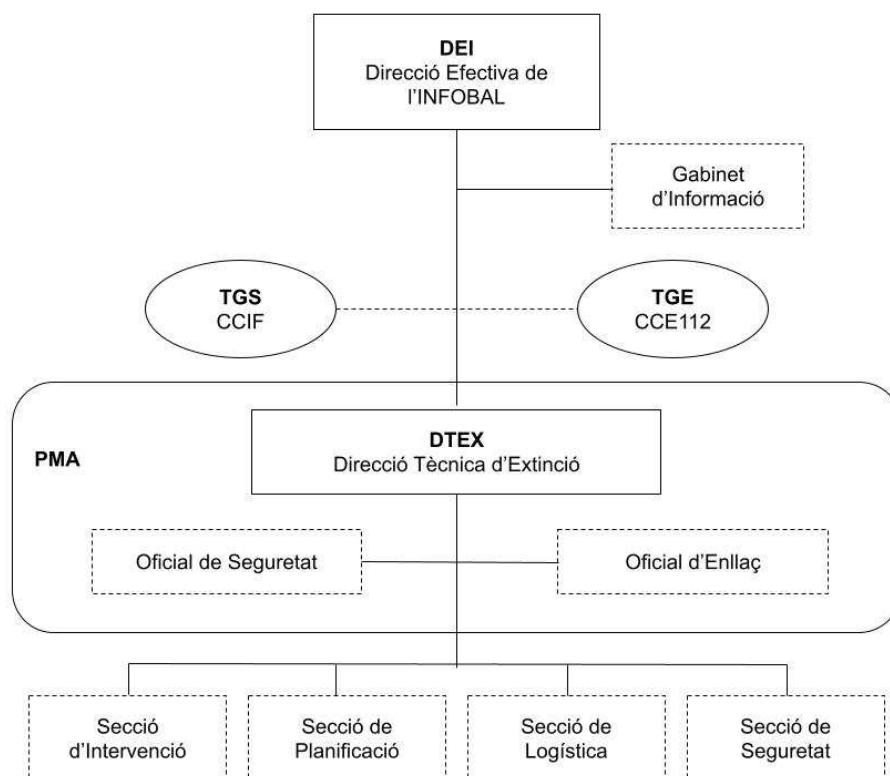 DEI
Direcció Efectiva de
l'INFOBAL
Gabinet
d'Informació
TGS
CCIF
TGE
CCE112
PMA
DTEX
Direcció Tècnica d'Extinció
Oficial de Seguretat
Oficial d'Enllaç
Secció
d'Intervenció
Secció de
Planificació
Secció de
Logística
Secció de
Seguretat